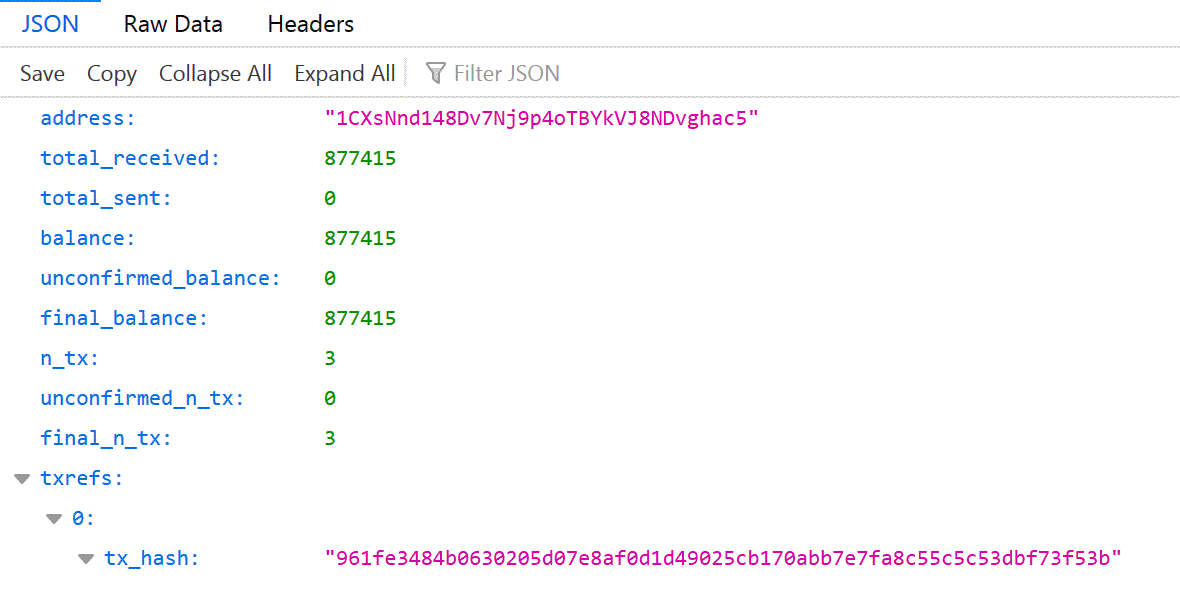 JSON Raw Data Headers
Save Copy Collapse All Expand All Filter JSON
address: "1CXsNnd148Dv7Nj9p4oTBYkVJ8NDvghac5"
total_received: 877415
total_sent: 0
balance: 877415
unconfirmed_balance: 0
final_balance: 877415
n_tx: 3
unconfirmed_n_tx: 0
final_n_tx: 3
txrefs:
0:
tx_hash: "961fe3484b0630205d07e8af0d1d49025cb170abb7e7fa8c55c5c53dbf73f53b"